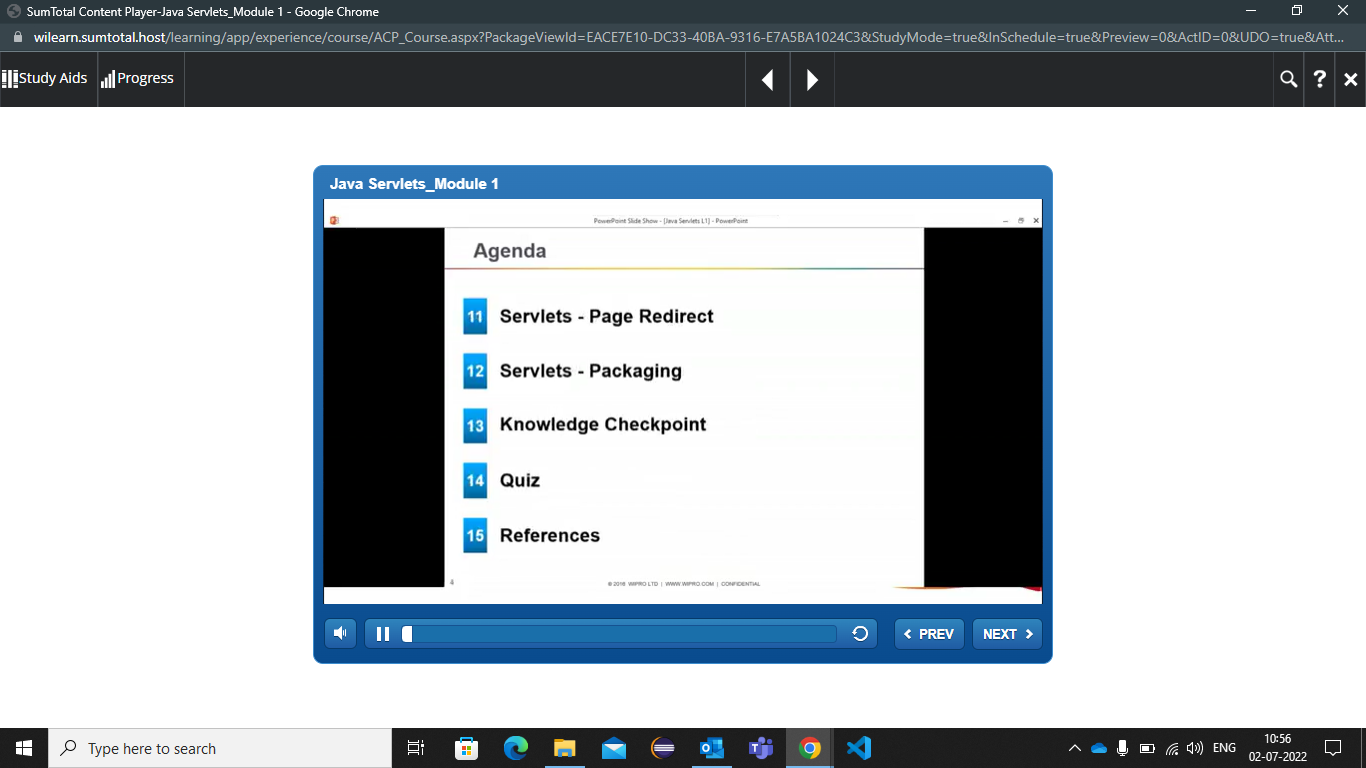 SumTotal Content Player-Java Servlets_Module 1 - Google Chrome
wilearn.sumtotal.host/learning/app/experience/course/ACP_Course.aspx?PackageViewId=EACE7E10-DC33-40BA-9316-E7A5BA1024C3&StudyMode=true&InSchedule=true&Preview=0&ActID=0&UDO=true&Att...
Study Aids Progress ?
Java Servlets_Module 1
PowerPoint Slide Show - [Java Servlets L1] - PowerPoint
Agenda
11 Servlets - Page Redirect
12 Servlets - Packaging
13 Knowledge Checkpoint
14 Quiz
15 References
4 © 2016 WIPRO LTD | WWW.WIPRO.COM | CONFIDENTIAL
PREV NEXT
Type here to search
ENG
10:56
02-07-2022